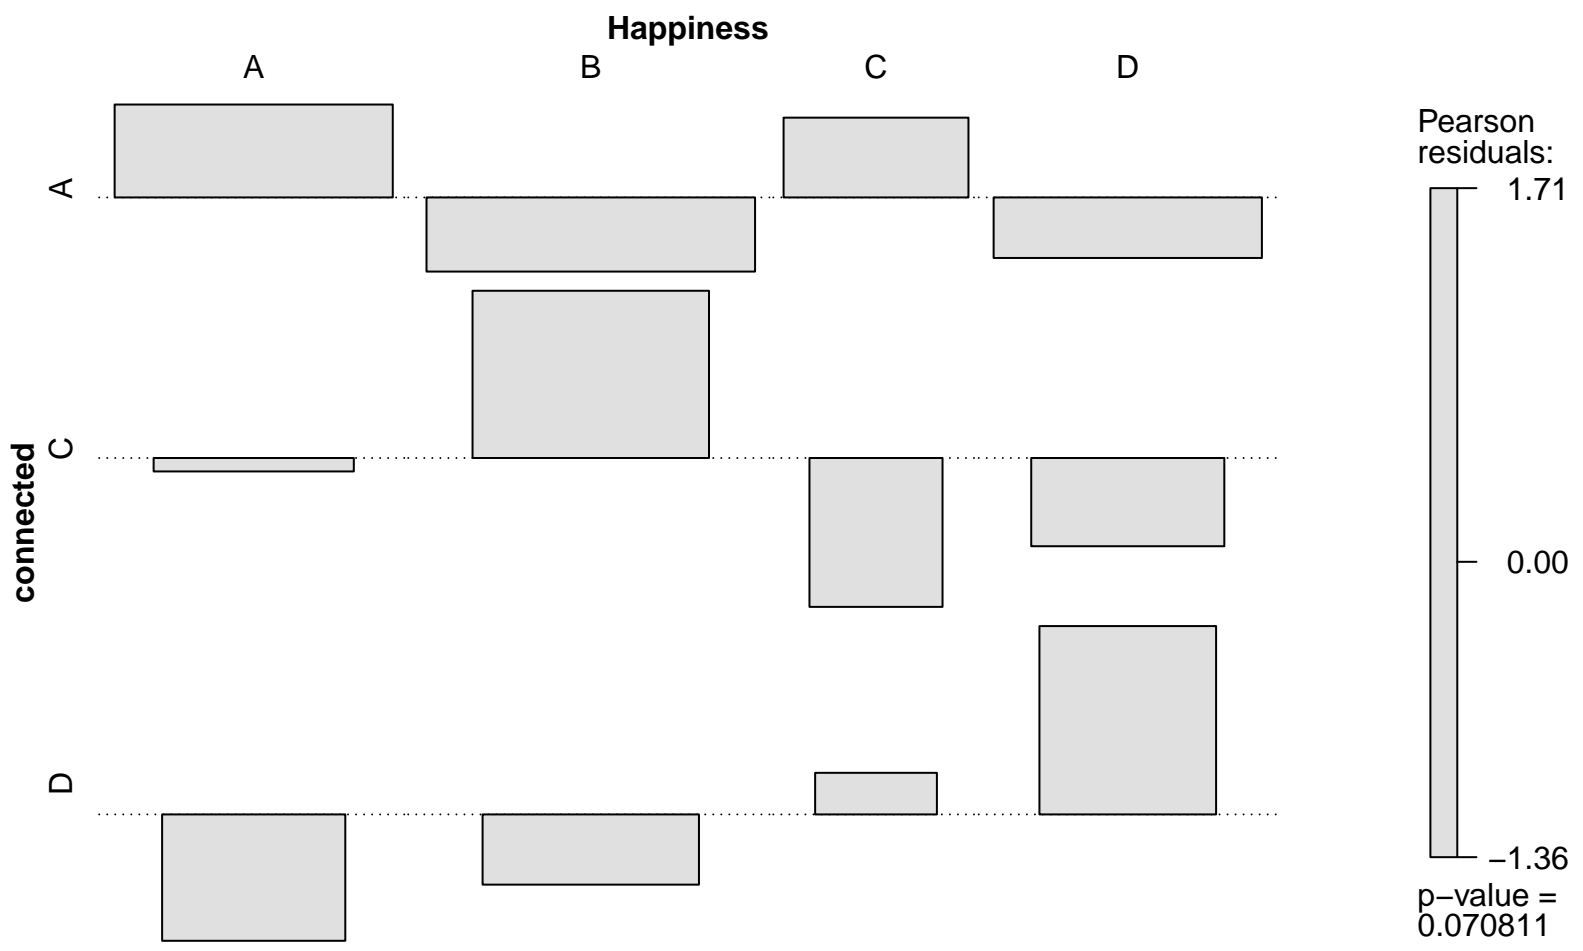 Happiness
A B C D
connected
A
C
D
Pearson
residuals:
1.71
0.00
−1.36
p−value =
0.070811